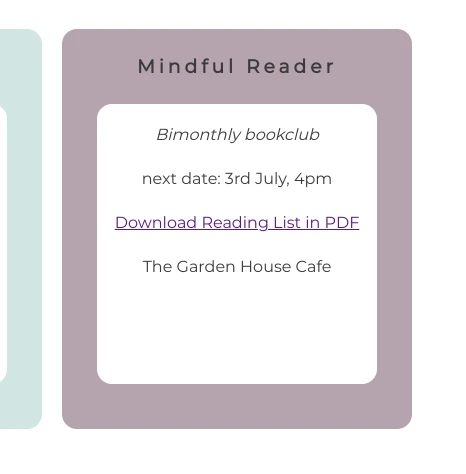 Mindful Reader
Bimonthly bookclub
next date: 3rd July, 4pm
Download Reading List in PDF
The Garden House Cafe